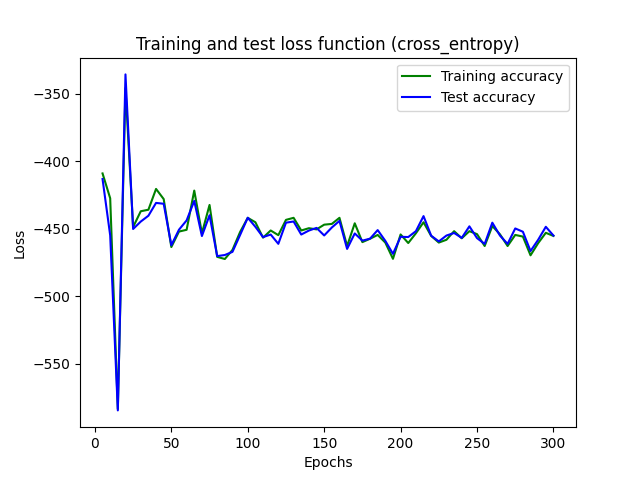 Training and test loss function (cross_entropy)
Training accuracy
Test accuracy
Loss
−350
−400
−450
−500
−550
0 50 100 150 200 250 300
Epochs